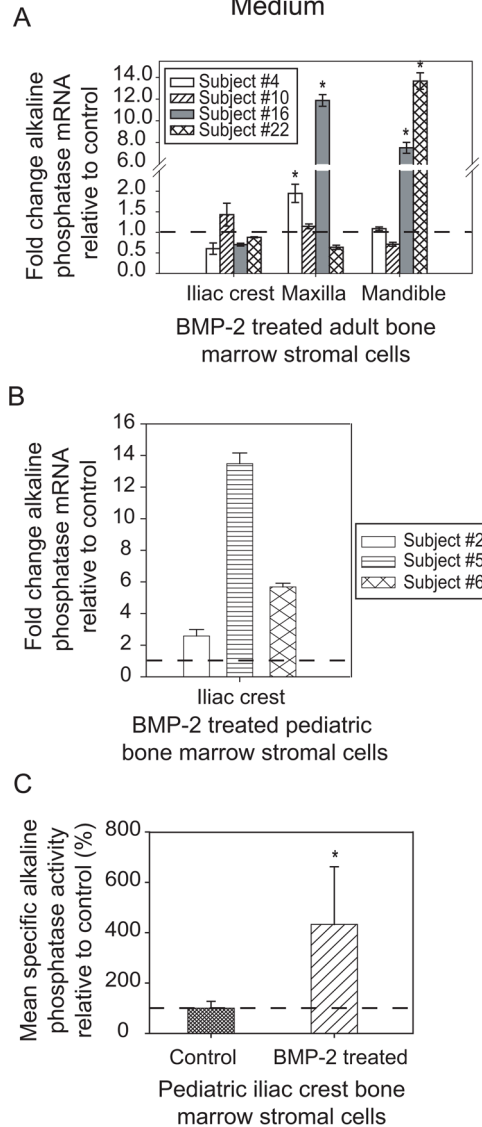 Medium
A
Fold change alkaline
phosphatase mRNA
relative to control
14.0
12.0
10.0
8.0
6.0
2.0
1.5
1.0
0.5
0.0
Subject #4
Subject #10
Subject #16
Subject #22
*
*
*
*
Iliac crest Maxilla Mandible
BMP-2 treated adult bone
marrow stromal cells
B
Fold change alkaline
phosphatase mRNA
relative to control
16
14
12
10
8
6
4
2
0
Subject #2
Subject #5
Subject #6
Iliac crest
BMP-2 treated pediatric
bone marrow stromal cells
C
Mean specific alkaline
phosphatase activity
relative to control (%)
800
600
400
200
0
*
Control BMP-2 treated
Pediatric iliac crest bone
marrow stromal cells